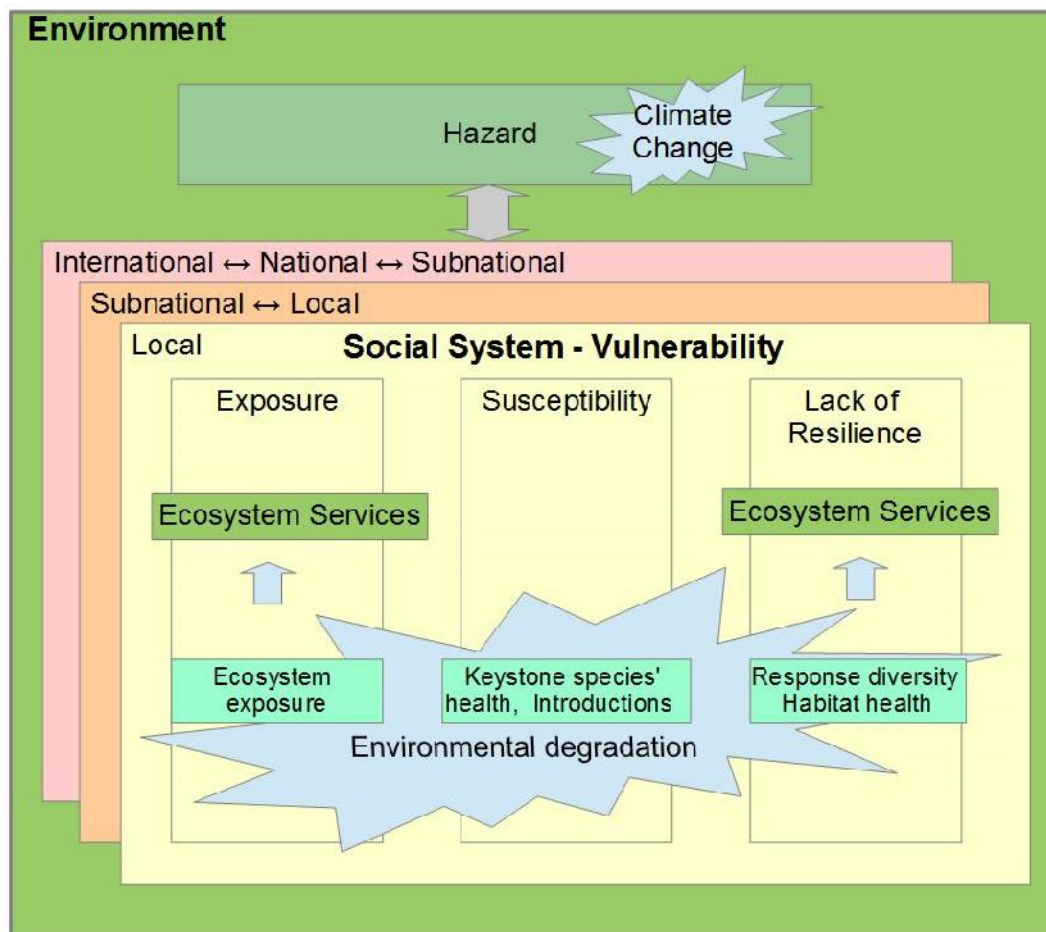 Environment
Hazard
Climate
Change
International ↔ National ↔ Subnational
Subnational ↔ Local
Local
Social System - Vulnerability
Exposure
Susceptibility
Lack of
Resilience
Ecosystem Services
Ecosystem Services
Ecosystem
exposure
Keystone species'
health, Introductions
Response diversity
Habitat health
Environmental degradation